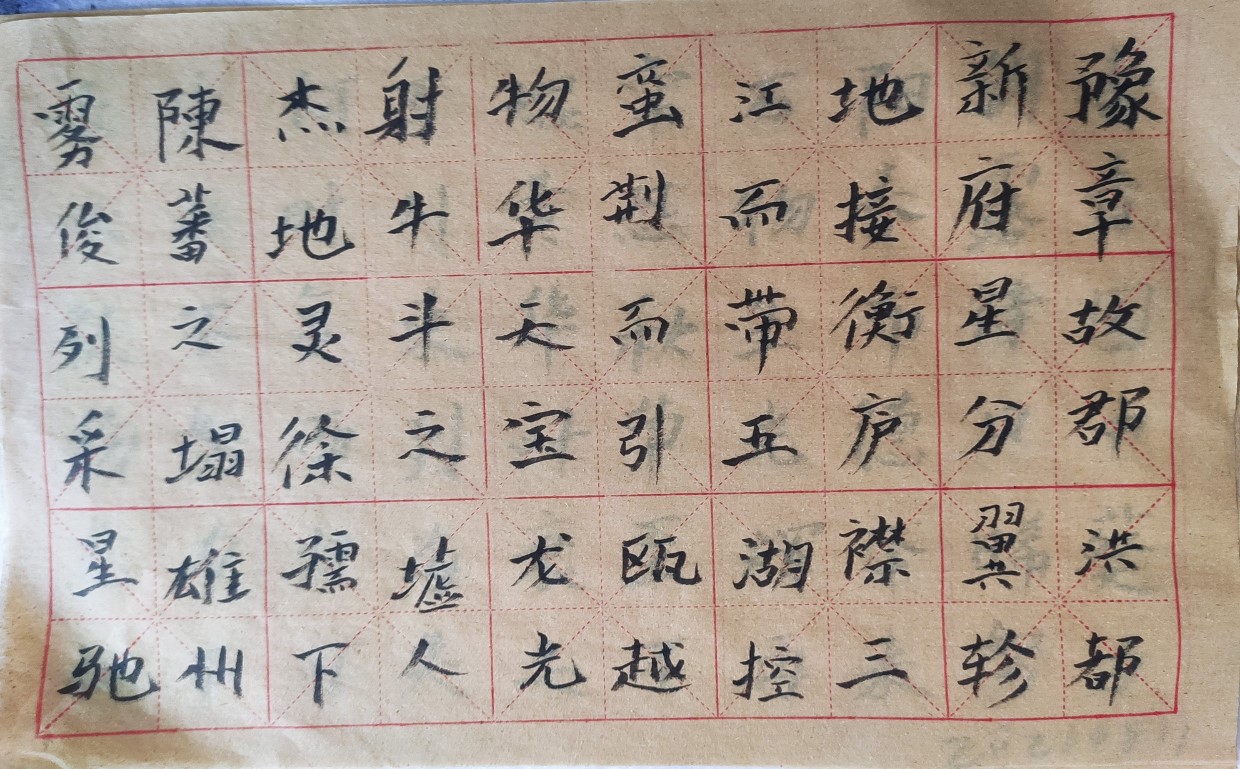 豫章故郡洪都
新府星分翼轸
地接衡庐襟三
江而带五湖控
蛮荆而引瓯越
物华天宝龙光
射牛斗之墟人
杰地灵徐孺下
陳蕃之塌雄州
雾俊列采星驰